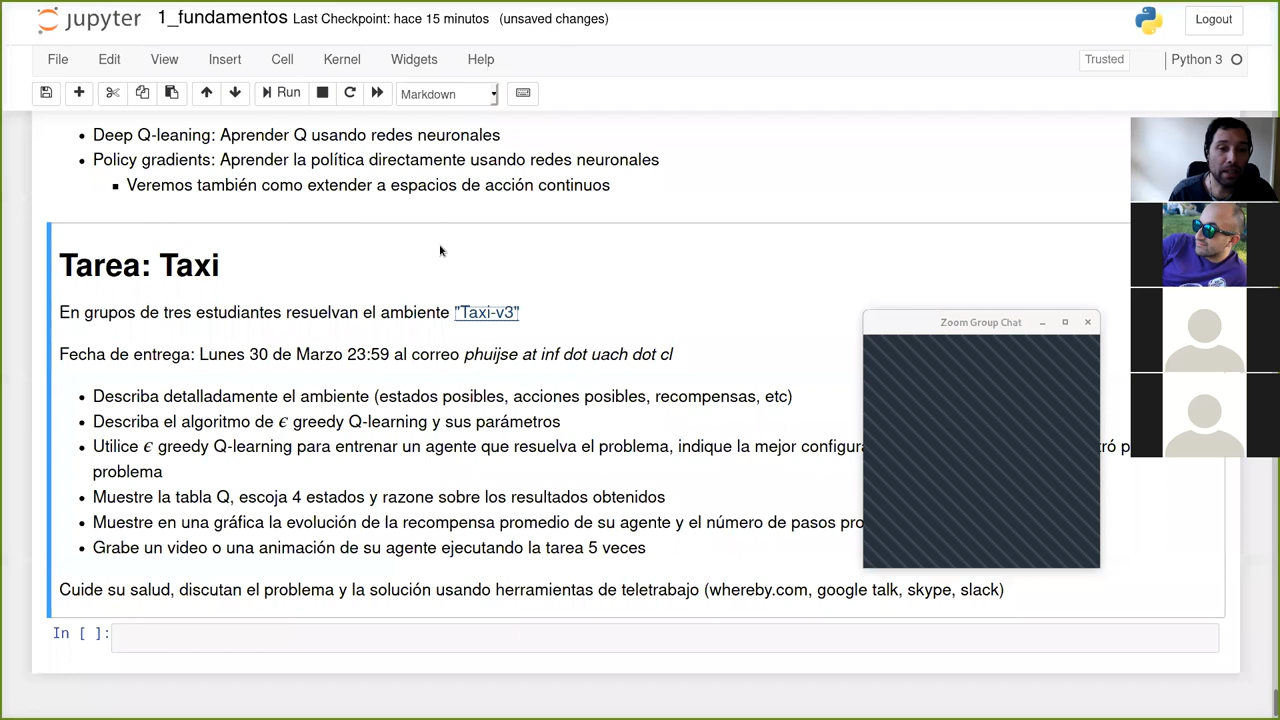 jupyter 1_fundamentos Last Checkpoint: hace 15 minutos (unsaved changes) Logout
File Edit View Insert Cell Kernel Widgets Help Trusted Python 3
Run Markdown
Deep Q-leaning: Aprender Q usando redes neuronales
Policy gradients: Aprender la política directamente usando redes neuronales
Veremos también como extender a espacios de acción continuos
Tarea: Taxi
En grupos de tres estudiantes resuelvan el ambiente "Taxi-v3"
Zoom Group Chat
Fecha de entrega: Lunes 30 de Marzo 23:59 al correo phuijse at inf dot uach dot cl
Describa detalladamente el ambiente (estados posibles, acciones posibles, recompensas, etc)
Describa el algoritmo de ϵ greedy Q-learning y sus parámetros
Utilice ϵ greedy Q-learning para entrenar un agente que resuelva el problema, indique la mejor
problema
Muestre la tabla Q, escoja 4 estados y razone sobre los resultados obtenidos
Muestre en una gráfica la evolución de la recompensa promedio de su agente y el número de pasos
Grabe un video o una animación de su agente ejecutando la tarea 5 veces
Cuide su salud, discutan el problema y la solución usando herramientas de teletrabajo (whereby.com, google talk, skype, slack)
In [ ]: